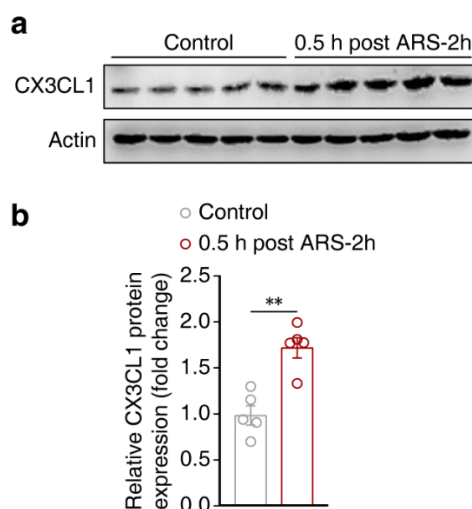 a
Control 0.5 h post ARS-2h
CX3CL1
Actin
b
Control
0.5 h post ARS-2h
Relative CX3CL1 protein
expression (fold change)
2.5
**
2.0
1.5
1.0
0.5
0.0